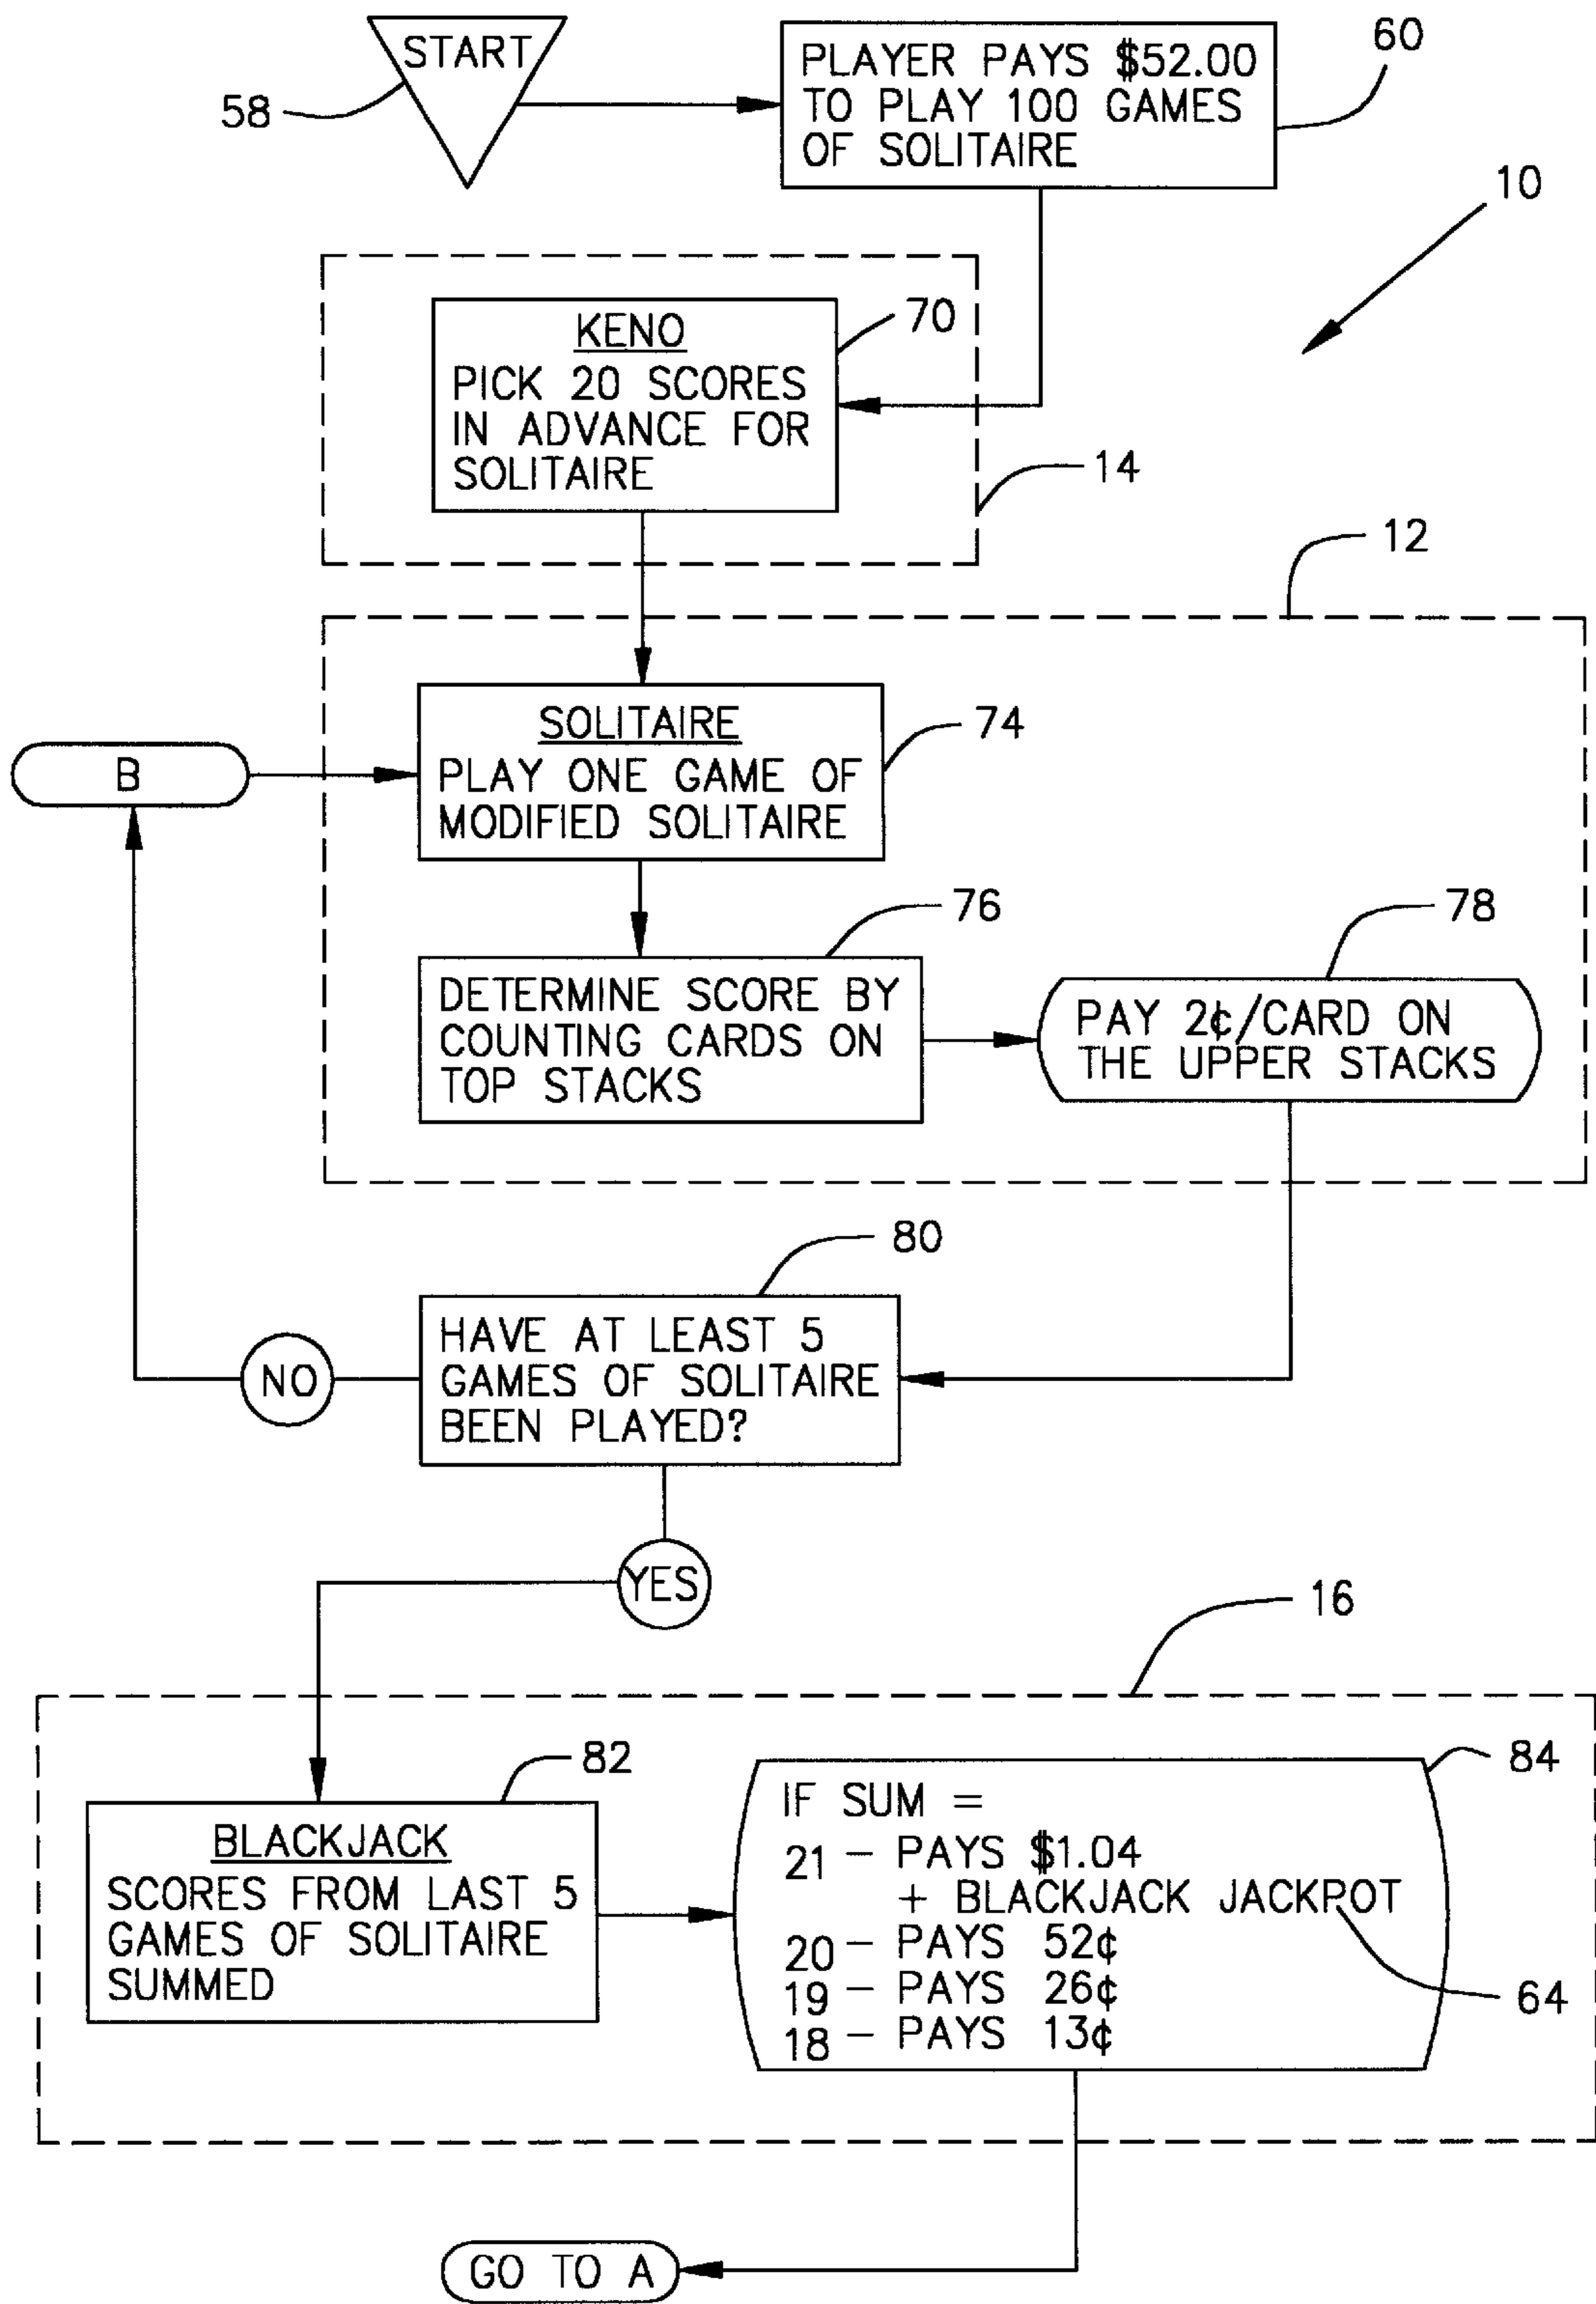 START
58
PLAYER PAYS $52.00
TO PLAY 100 GAMES
OF SOLITAIRE
60
10
KENO
PICK 20 SCORES
IN ADVANCE FOR
SOLITAIRE
70
14
12
SOLITAIRE
PLAY ONE GAME OF
MODIFIED SOLITAIRE
74
B
76
DETERMINE SCORE BY
COUNTING CARDS ON
TOP STACKS
78
PAY 2¢/CARD ON
THE UPPER STACKS
80
HAVE AT LEAST 5
GAMES OF SOLITAIRE
BEEN PLAYED?
NO
YES
16
82
BLACKJACK
SCORES FROM LAST 5
GAMES OF SOLITAIRE
SUMMED
84
IF SUM =
21 – PAYS $1.04
+ BLACKJACK JACKPOT
20 – PAYS 52¢
19 – PAYS 26¢
18 – PAYS 13¢
64
GO TO A